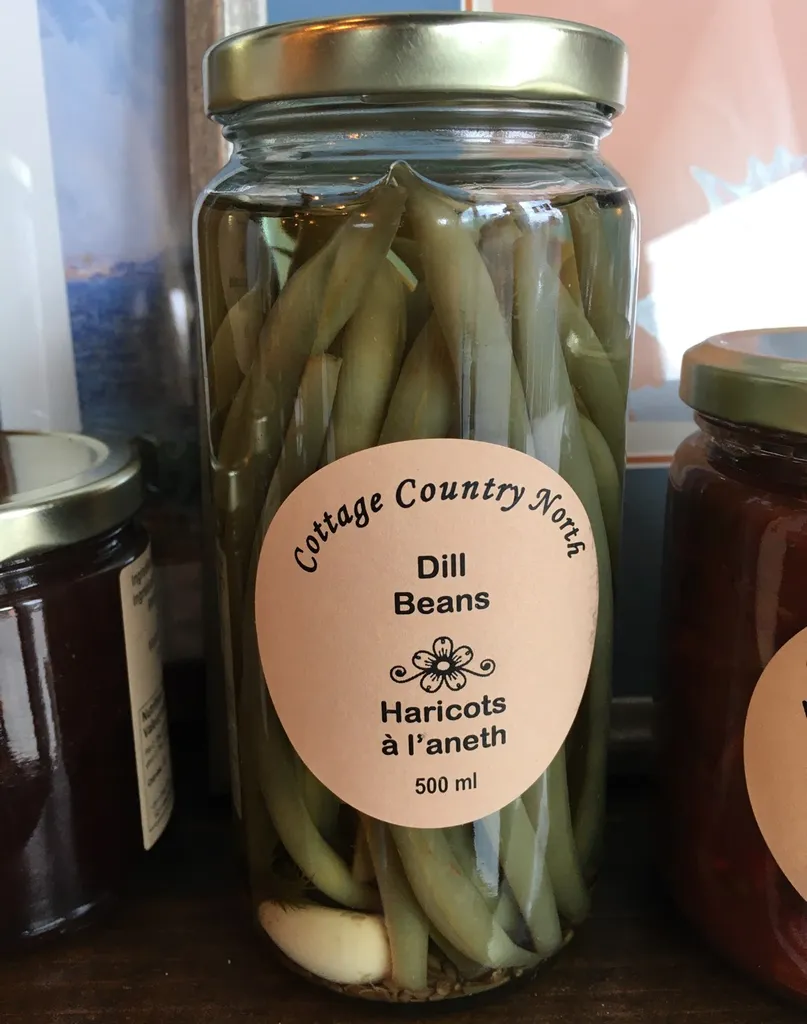 Cottage Country North
Dill
Beans
Haricots
à l'aneth
500 ml